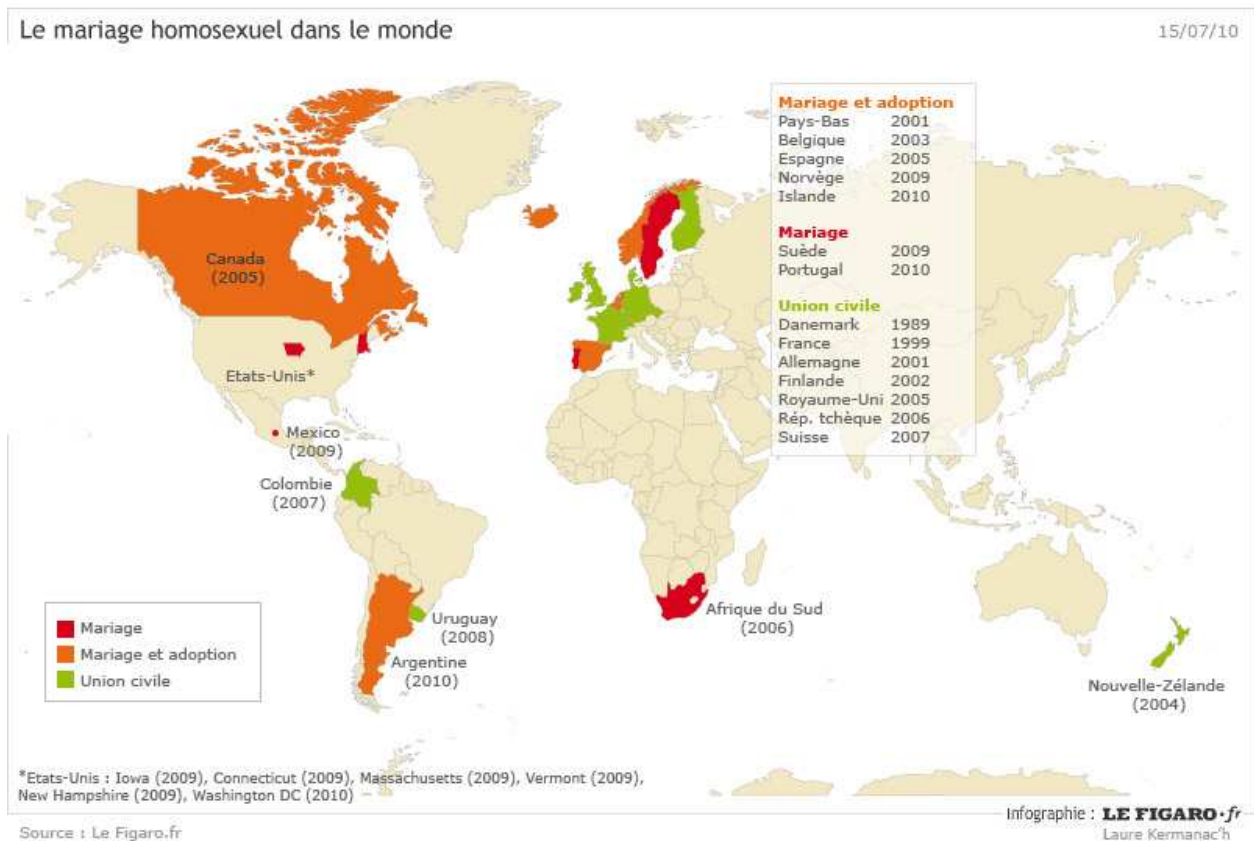 Le mariage homosexuel dans le monde
15/07/10
Mariage et adoption
Pays-Bas 2001
Belgique 2003
Espagne 2005
Norvège 2009
Islande 2010
Mariage
Suède 2009
Portugal 2010
Union civile
Danemark 1989
France 1999
Allemagne 2001
Finlande 2002
Royaume-Uni 2005
Rép. tchèque 2006
Suisse 2007
Canada
(2005)
Etats-Unis*
Mexico
(2009)
Colombie
(2007)
Uruguay
(2008)
Argentine
(2010)
Afrique du Sud
(2006)
Nouvelle-Zélande
(2004)
Mariage
Mariage et adoption
Union civile
*Etats-Unis : Iowa (2009), Connecticut (2009), Massachusetts (2009), Vermont (2009),
New Hampshire (2009), Washington DC (2010)
Infographie : LE FIGARO·fr
Source : Le Figaro.fr
Laure Kermanac'h